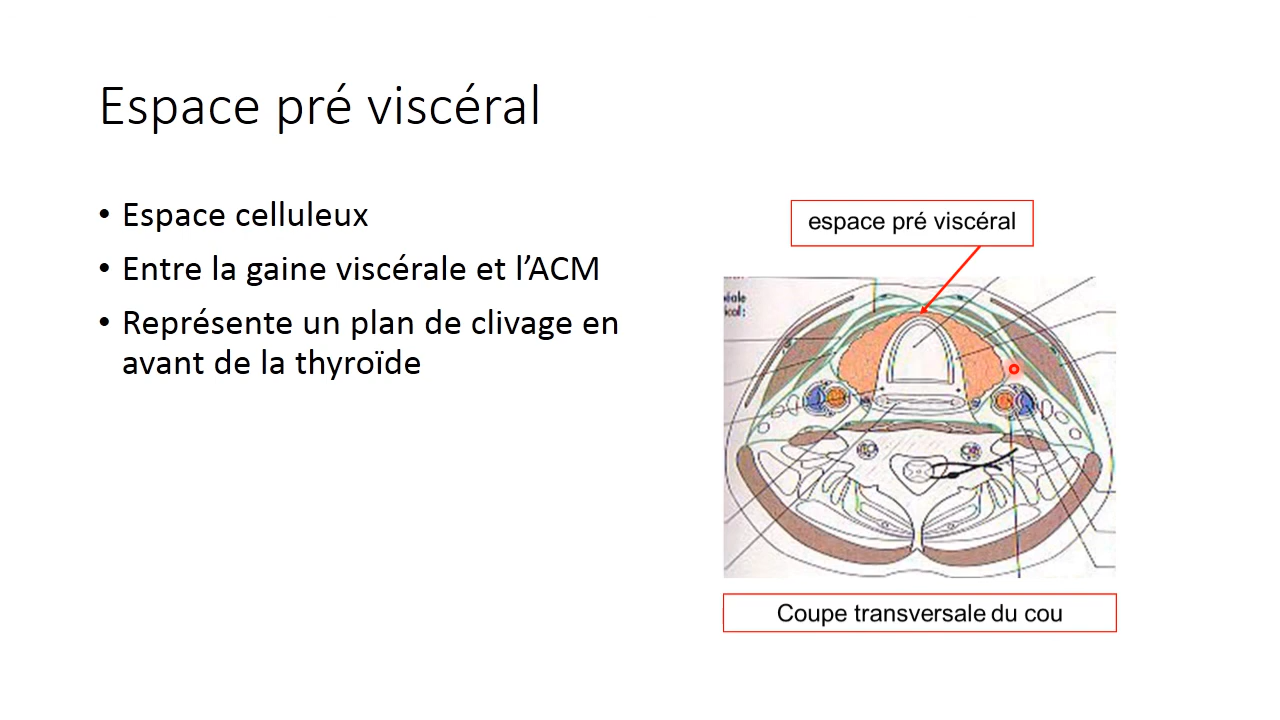 Espace pré viscéral
• Espace celluleux
• Entre la gaine viscérale et l’ACM
• Représente un plan de clivage en
avant de la thyroïde
espace pré viscéral
Coupe transversale du cou